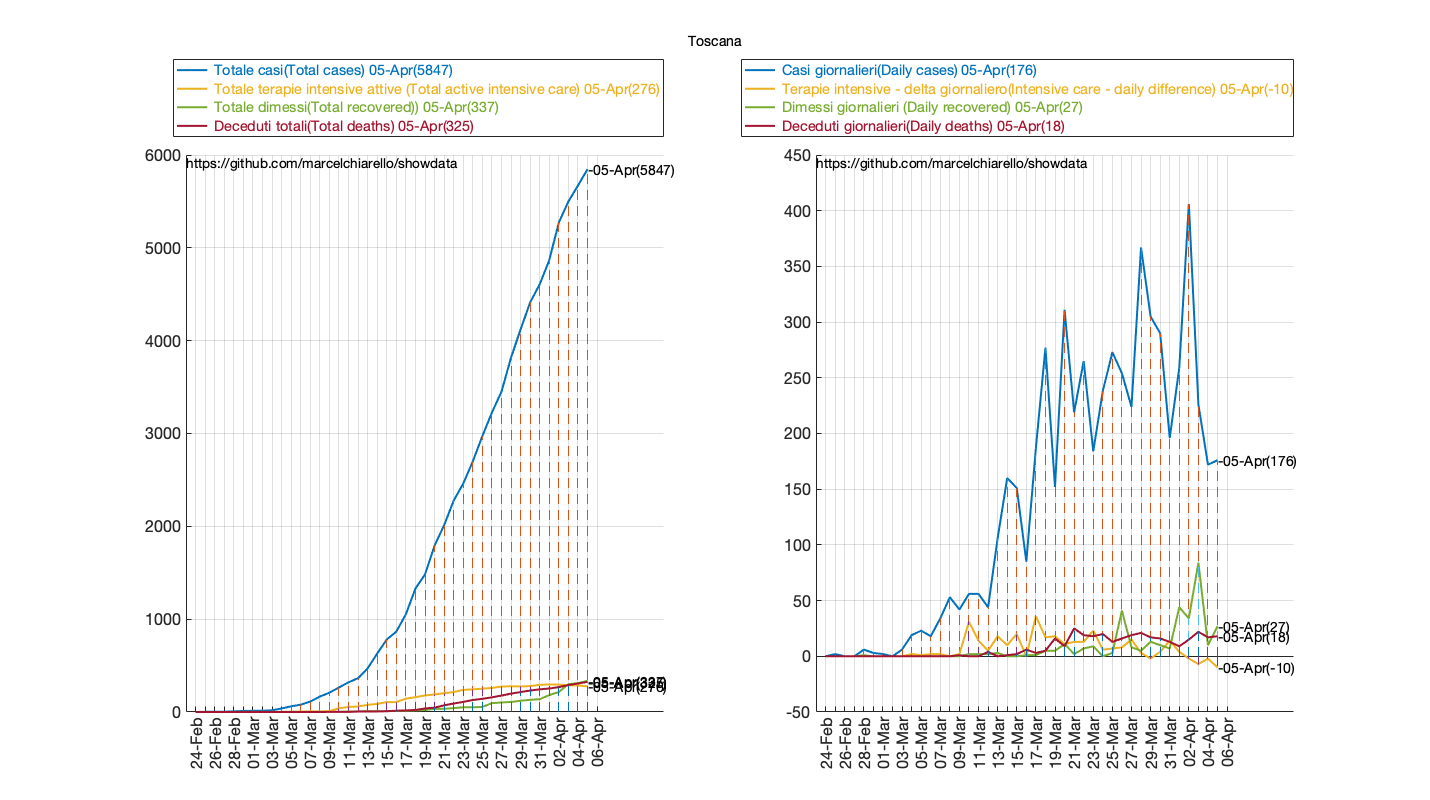 Toscana
Totale casi(Total cases) 05-Apr(5847)
Totale terapie intensive attive (Total active intensive care) 05-Apr(276)
Totale dimessi(Total recovered)) 05-Apr(337)
Deceduti totali(Total deaths) 05-Apr(325)
https://github.com/marcelchiarello/showdata
6000
5000
4000
3000
2000
1000
0
-05-Apr(5847)
-05-Apr(337)
-05-Apr(276)
24-Feb
26-Feb
28-Feb
01-Mar
03-Mar
05-Mar
07-Mar
09-Mar
11-Mar
13-Mar
15-Mar
17-Mar
19-Mar
21-Mar
23-Mar
25-Mar
27-Mar
29-Mar
31-Mar
02-Apr
04-Apr
06-Apr
Casi giornalieri(Daily cases) 05-Apr(176)
Terapie intensive - delta giornaliero(Intensive care - daily difference) 05-Apr(-10)
Dimessi giornalieri (Daily recovered) 05-Apr(27)
Deceduti giornalieri(Daily deaths) 05-Apr(18)
https://github.com/marcelchiarello/showdata
450
400
350
300
250
200
150
100
50
0
-50
-05-Apr(176)
-05-Apr(27)
-05-Apr(18)
-05-Apr(-10)
24-Feb
26-Feb
28-Feb
01-Mar
03-Mar
05-Mar
07-Mar
09-Mar
11-Mar
13-Mar
15-Mar
17-Mar
19-Mar
21-Mar
23-Mar
25-Mar
27-Mar
29-Mar
31-Mar
02-Apr
04-Apr
06-Apr